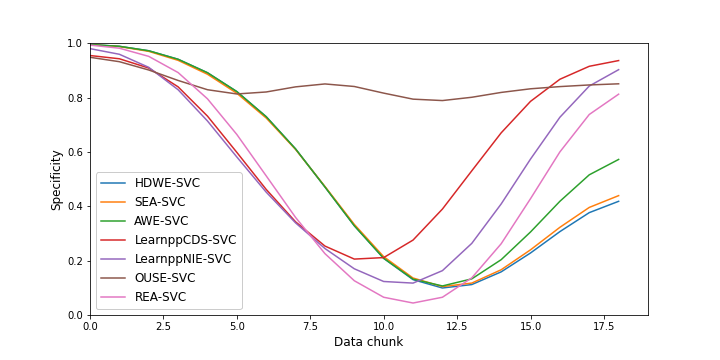 1.0
0.8
0.6
0.4
0.2
0.0
Specificity
HDWE-SVC
SEA-SVC
AWE-SVC
LearnppCDS-SVC
LearnppNIE-SVC
OUSE-SVC
REA-SVC
0.0 2.5 5.0 7.5 10.0 12.5 15.0 17.5
Data chunk